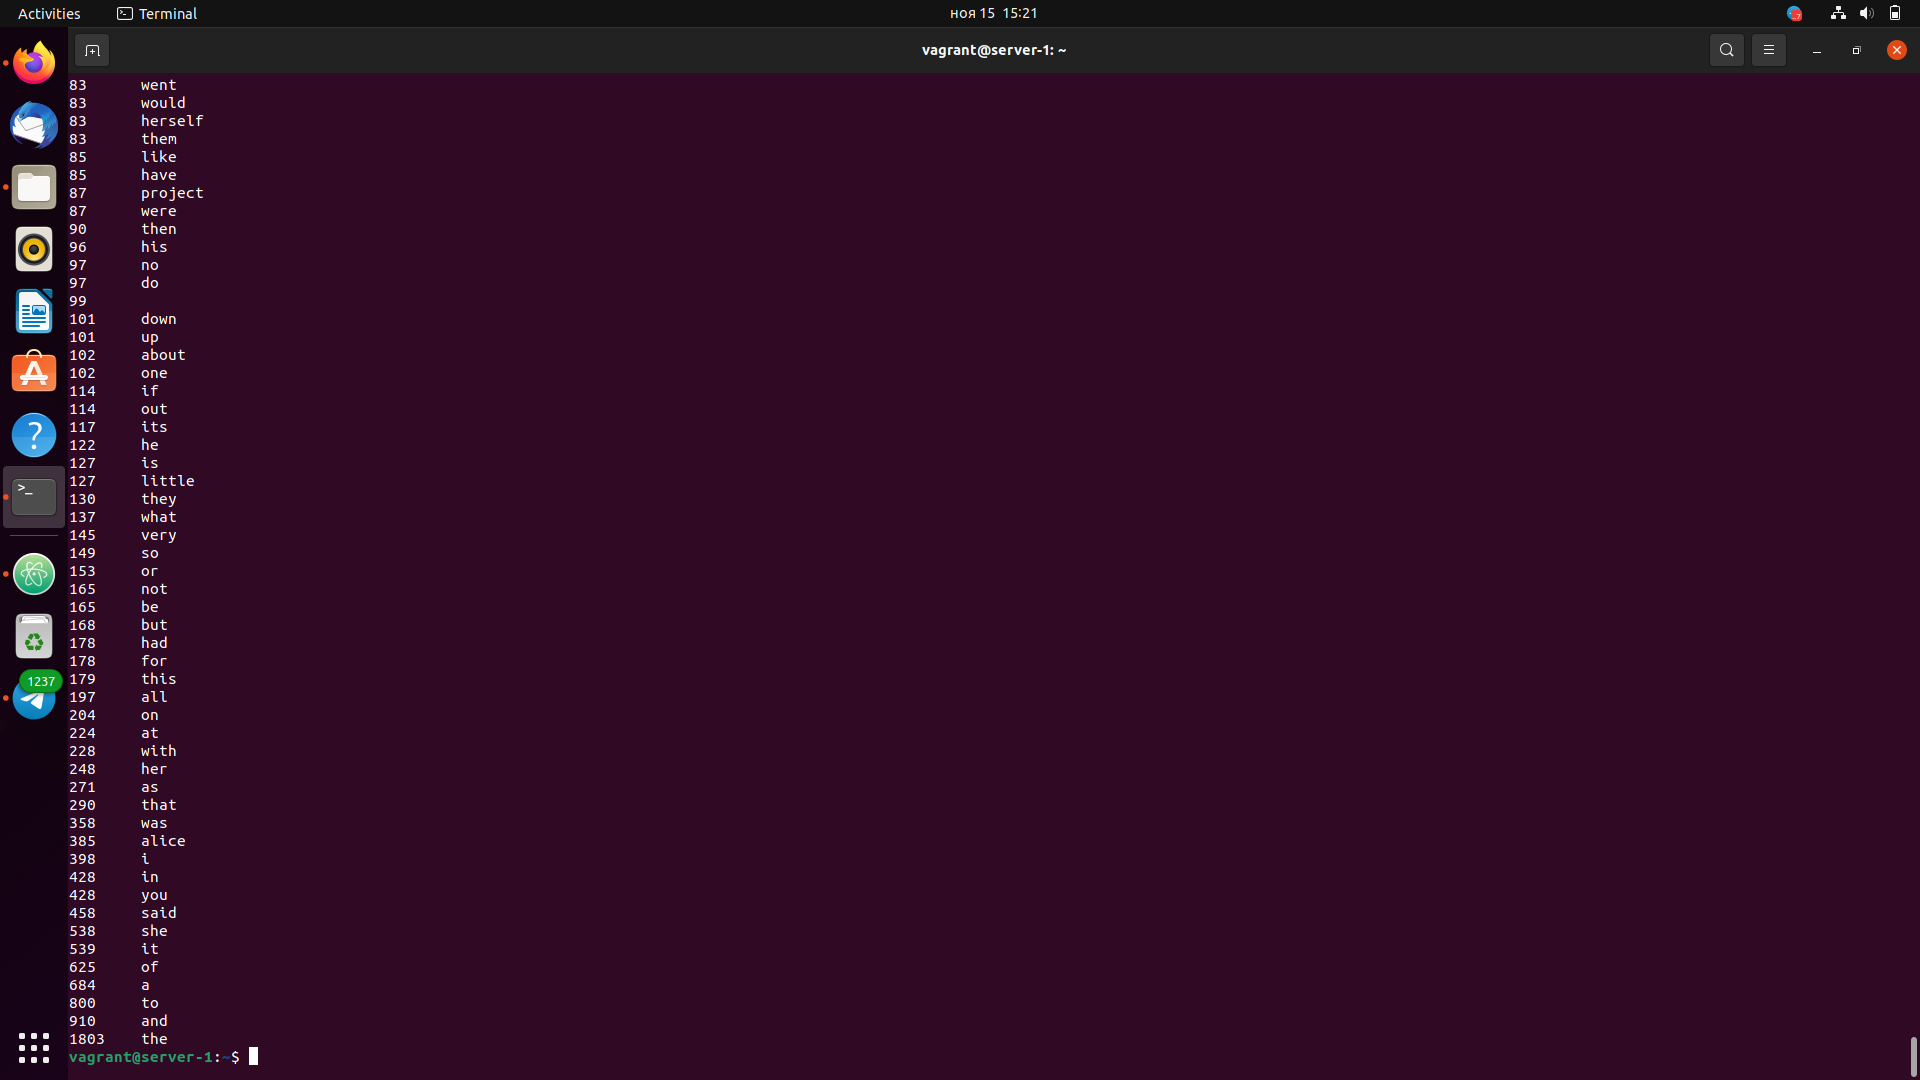 Activities Terminal ноя 15 15:21
vagrant@server-1: ~
83 went
83 would
83 herself
83 them
85 like
85 have
87 project
87 were
90 then
96 his
97 no
97 do
99
101 down
101 up
102 about
102 one
114 if
114 out
117 its
122 he
127 is
127 little
130 they
137 what
145 very
149 so
153 or
165 not
165 be
168 but
178 had
178 for
179 this
197 all
204 on
224 at
228 with
248 her
271 as
290 that
358 was
385 alice
398 i
428 in
428 you
458 said
538 she
539 it
625 of
684 a
800 to
910 and
1803 the
vagrant@server-1:~$
?
>_
1237